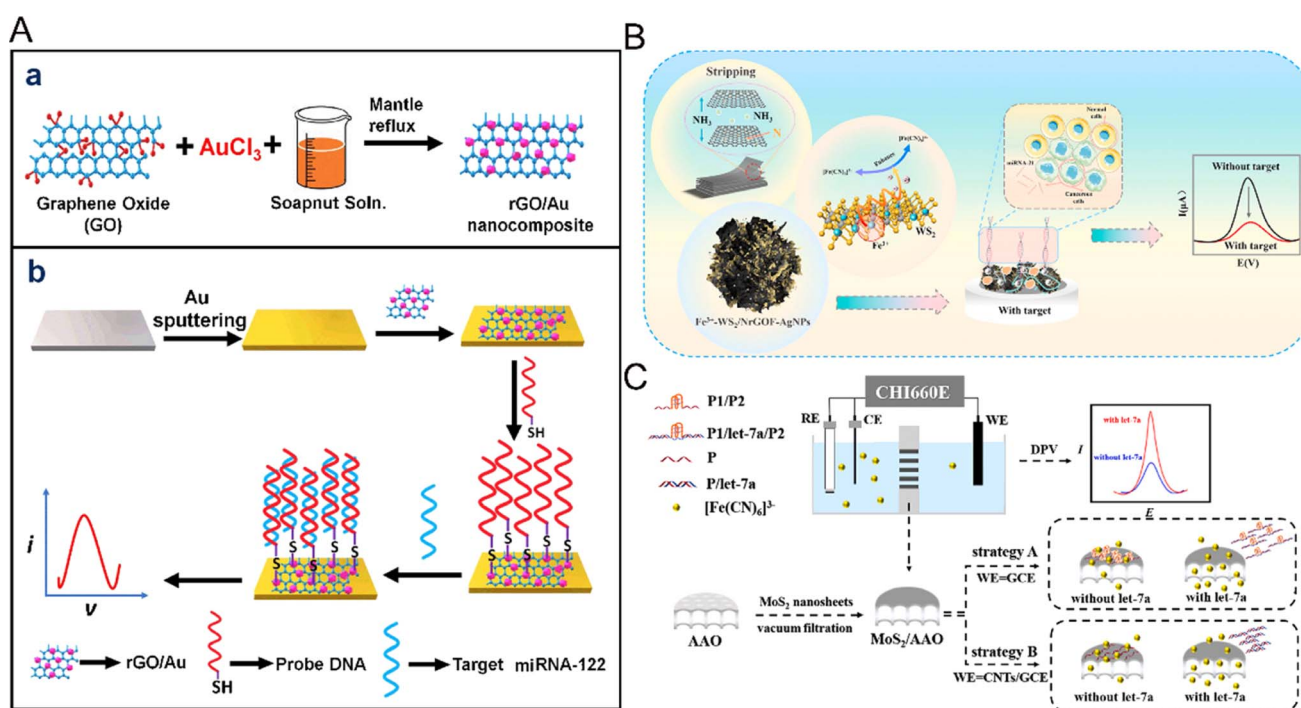 A
a
Graphene Oxide
(GO)
+
AuCl3
+
Soapnut Soln.
Mantle
reflux
rGO/Au
nanocomposite
b
Au
sputtering
SH
S S S S S
S S S S S
i
v
rGO/Au
SH
Probe DNA
Target miRNA-122
B
Stripping
NH3
NH3
N
[Fe(CN)6]4-
Enhance
[Fe(CN)6]3-
WS2
Fe3+
Fe3+-WS2/NrGOF-AgNPs
Normal
cells
miRNA-21
Cancerous
cells
With target
I(μA)
Without target
With target
E(V)
C
P1/P2
P1/let-7a/P2
P
P/let-7a
[Fe(CN)6]3-
CHI660E
RE
CE
WE
DPV
I
with let-7a
without let-7a
E
AAO
MoS2 nanosheets
vacuum filtration
MoS2/AAO
strategy A
WE=GCE
without let-7a
with let-7a
strategy B
WE=CNTs/GCE
without let-7a
with let-7a